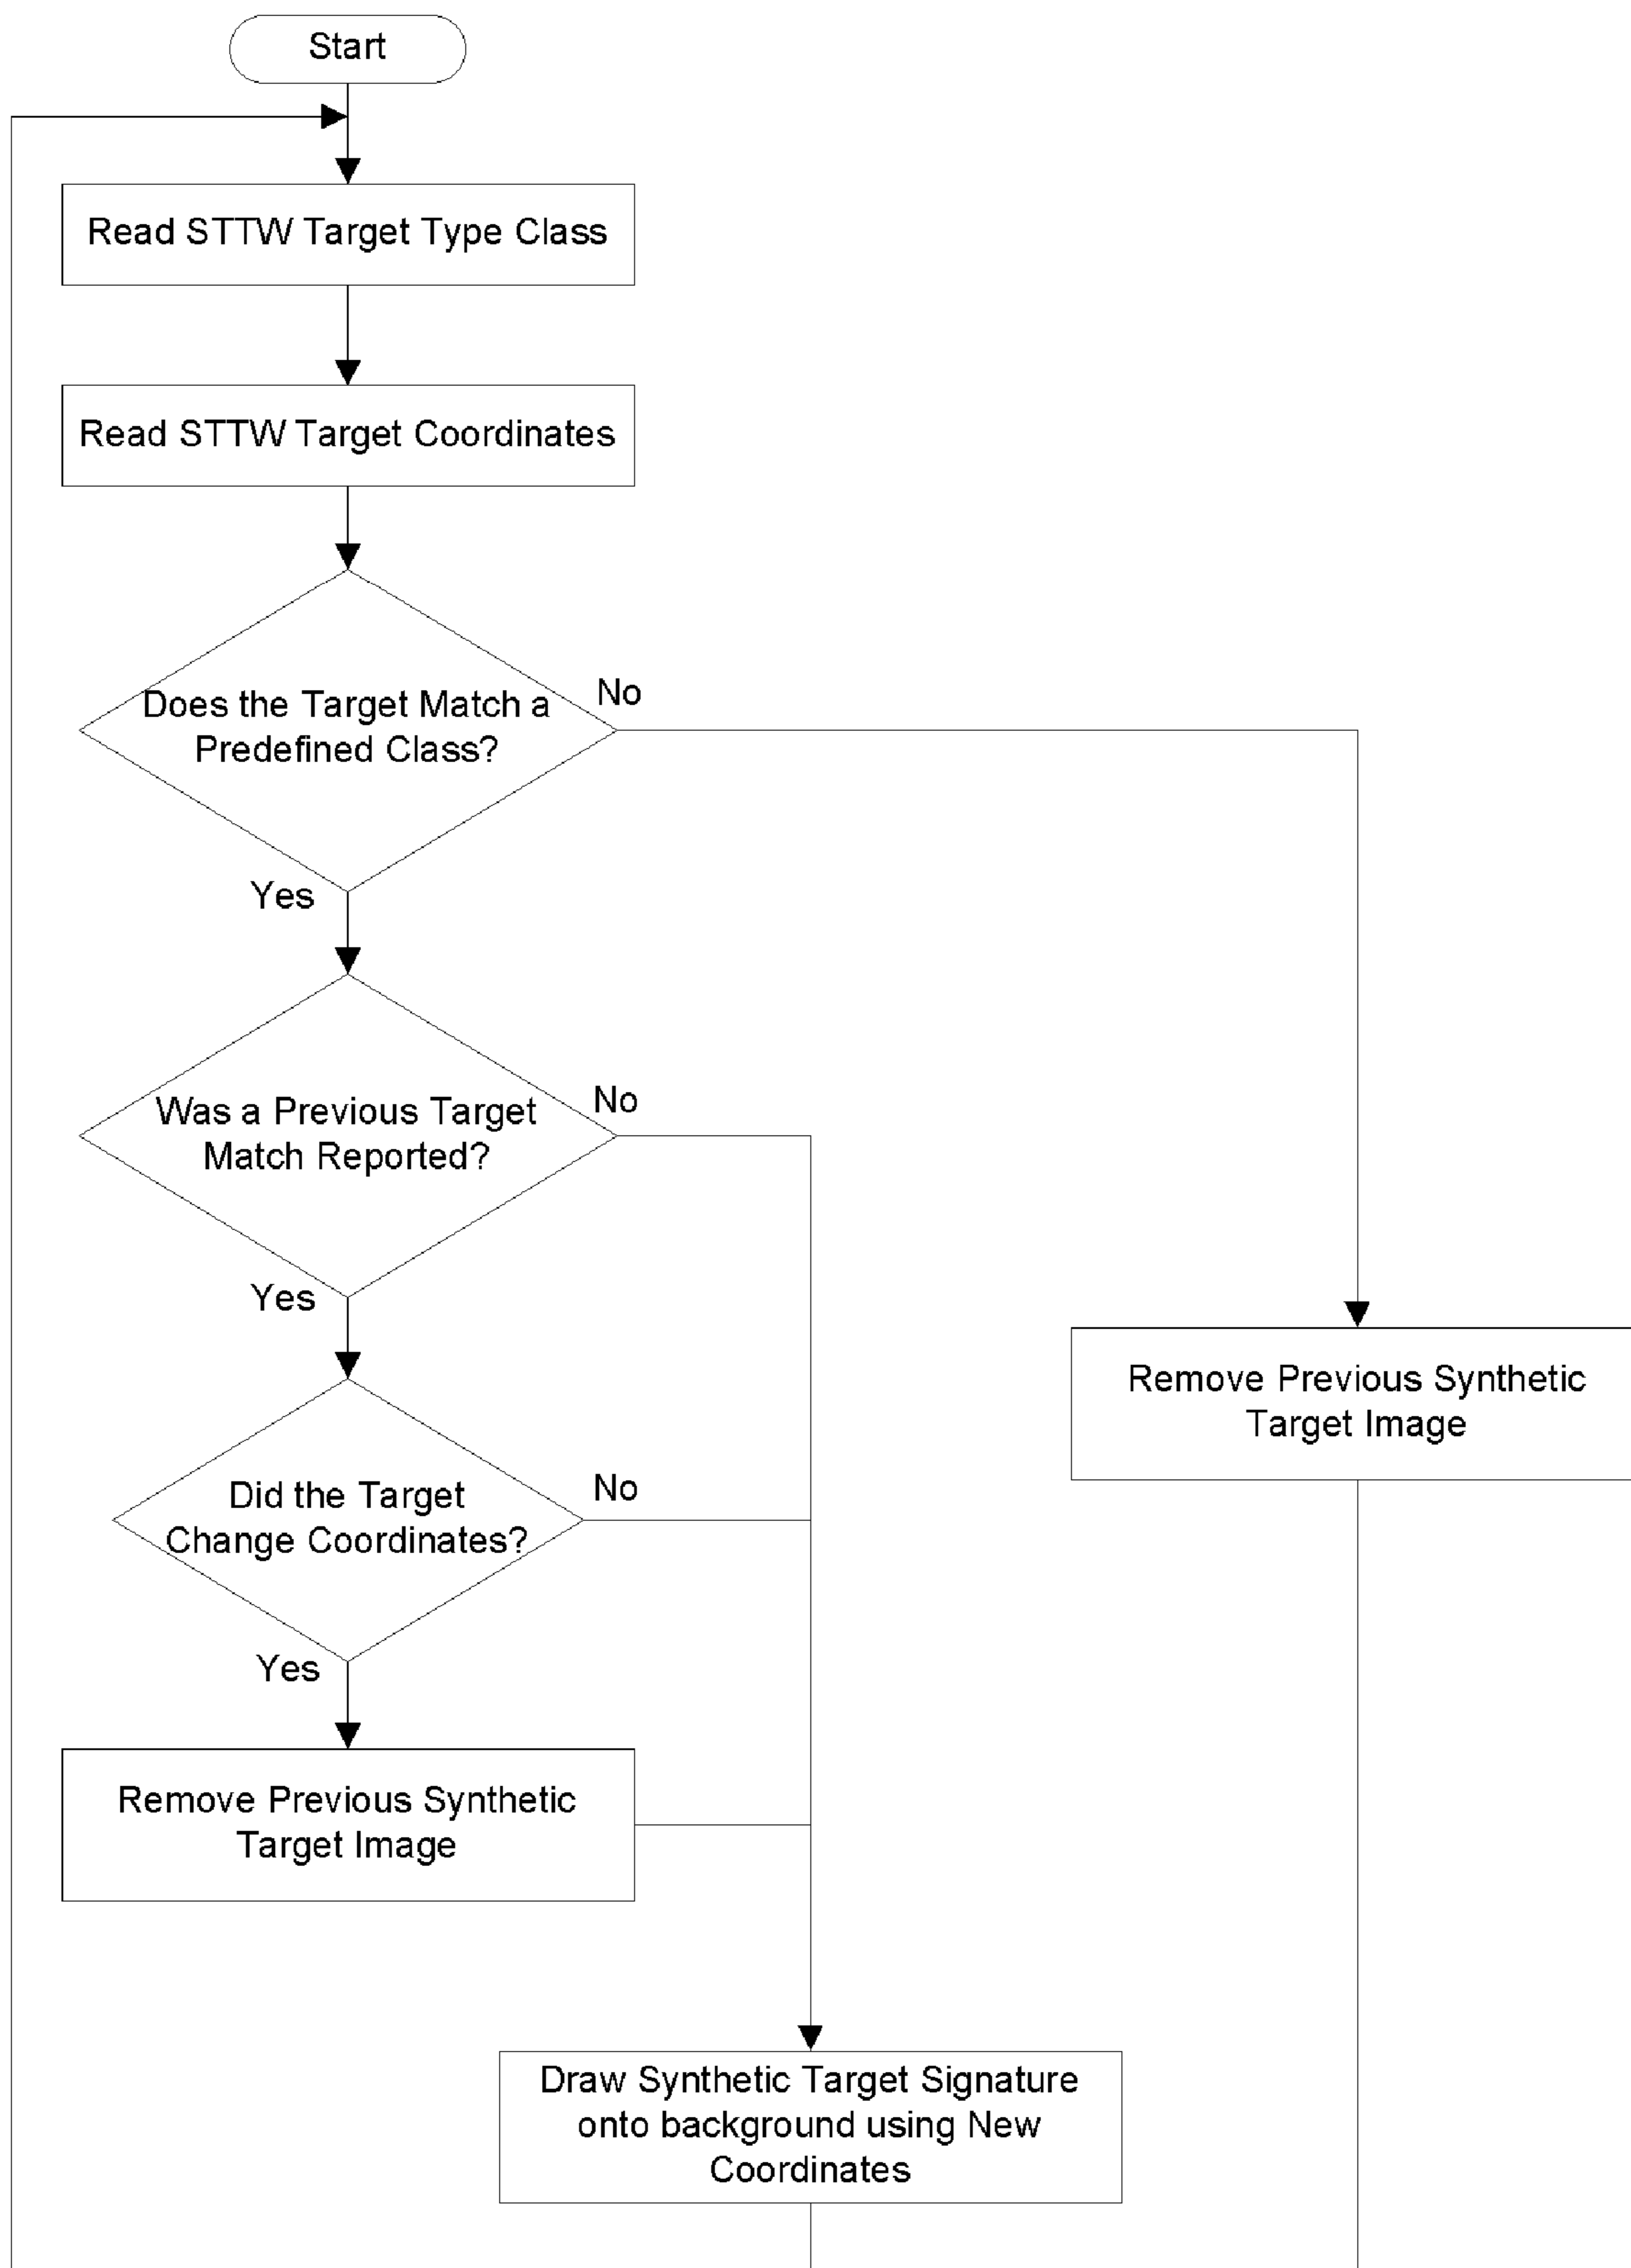 Start
Read STTW Target Type Class
Read STTW Target Coordinates
Does the Target Match a
Predefined Class?
No
Yes
Was a Previous Target
Match Reported?
No
Yes
Did the Target
Change Coordinates?
No
Yes
Remove Previous Synthetic
Target Image
Remove Previous Synthetic
Target Image
Draw Synthetic Target Signature
onto background using New
Coordinates